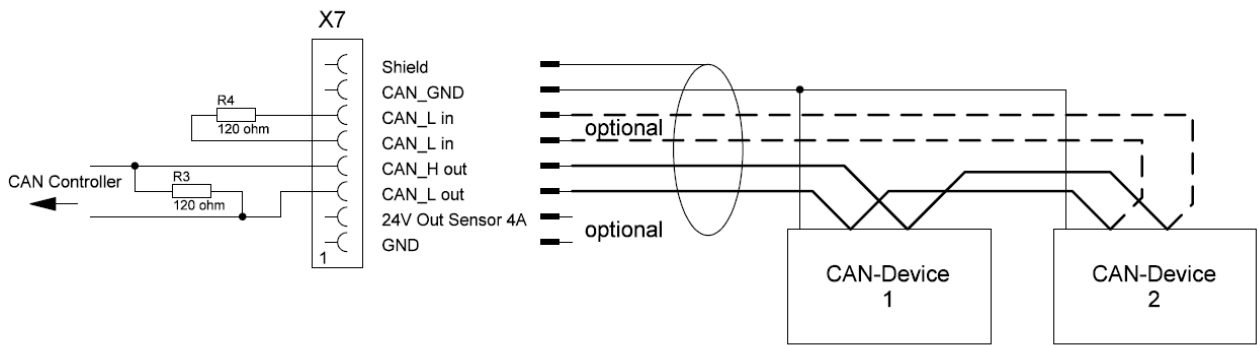 X7
Shield
CAN_GND
R4
120 ohm
CAN_L in
optional
CAN_L in
CAN_H out
CAN Controller
R3
120 ohm
CAN_L out
24V Out Sensor 4A
optional
GND
1
CAN-Device
1
CAN-Device
2